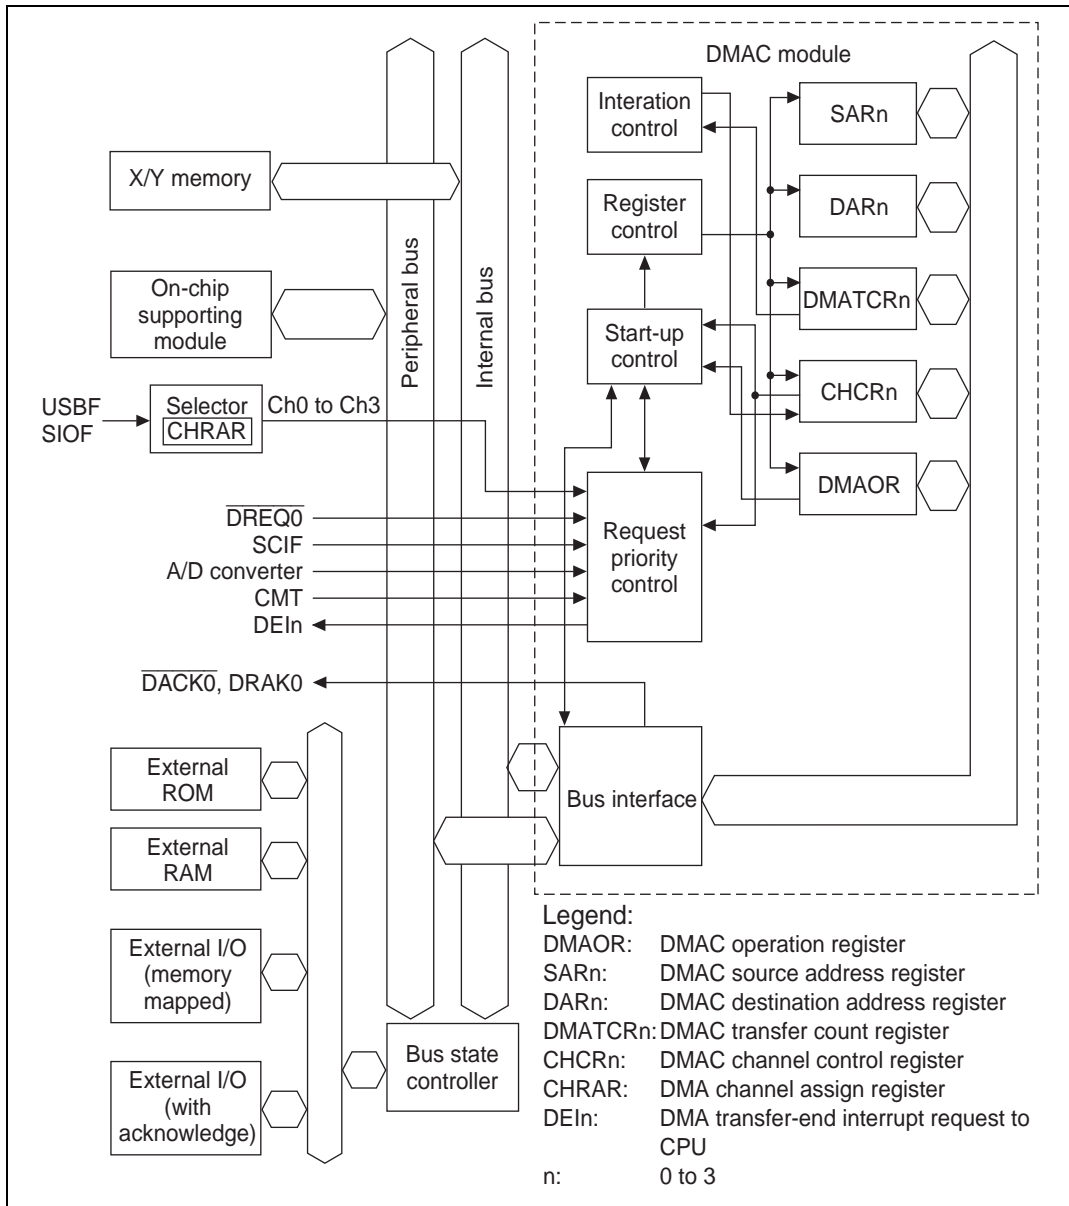 DMAC module
Interation
control
SARn
X/Y memory
Register
control
DARn
On-chip
supporting
module
Peripheral bus
Internal bus
DMATCRn
Start-up
control
CHCRn
USBF
SIOF
Selector
CHRAR
Ch0 to Ch3
DMAOR
DREQ0
SCIF
A/D converter
CMT
DEIn
Request
priority
control
DACK0, DRAK0
External
ROM
Bus interface
External
RAM
External I/O
(memory
mapped)
Bus state
controller
External I/O
(with
acknowledge)
Legend:
DMAOR: DMAC operation register
SARn: DMAC source address register
DARn: DMAC destination address register
DMATCRn: DMAC transfer count register
CHCRn: DMAC channel control register
CHRAR: DMA channel assign register
DEIn: DMA transfer-end interrupt request to
CPU
n: 0 to 3